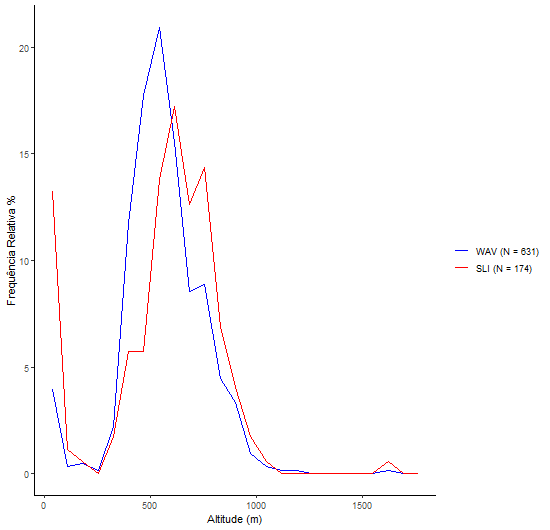 20
15
10
5
0
Frequência Relativa %
0
500
1000
1500
Altitude (m)
WAV (N = 631)
SLI (N = 174)